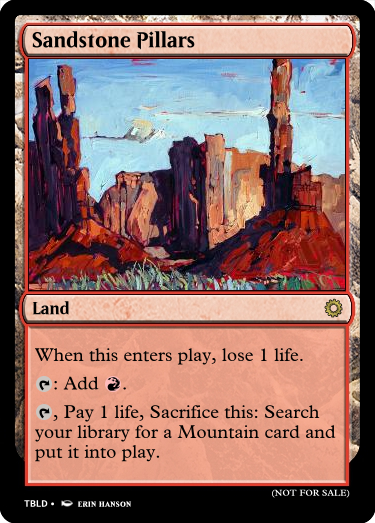 Sandstone Pillars
Land
When this enters play, lose 1 life.
: Add .
, Pay 1 life, Sacrifice this: Search
your library for a Mountain card and
put it into play.
(NOT FOR SALE)
TBLD • ERIN HANSON